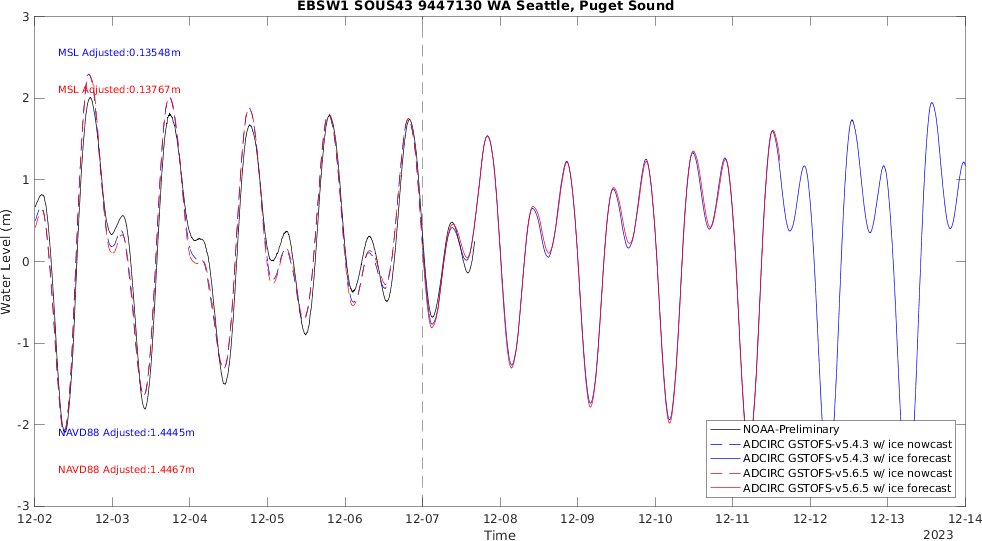 EBSW1 SOUS43 9447130 WA Seattle, Puget Sound
3
2
1
0
-1
-2
-3
Water Level (m)
MSL Adjusted:0.13548m
MSL Adjusted:0.13767m
NAVD88 Adjusted:1.4445m
NAVD88 Adjusted:1.4467m
NOAA-Preliminary
ADCIRC GSTOFS-v5.4.3 w/ ice nowcast
ADCIRC GSTOFS-v5.4.3 w/ ice forecast
ADCIRC GSTOFS-v5.6.5 w/ ice nowcast
ADCIRC GSTOFS-v5.6.5 w/ ice forecast
12-02 12-03 12-04 12-05 12-06 12-07 12-08 12-09 12-10 12-11 12-12 12-13 12-14
Time
2023